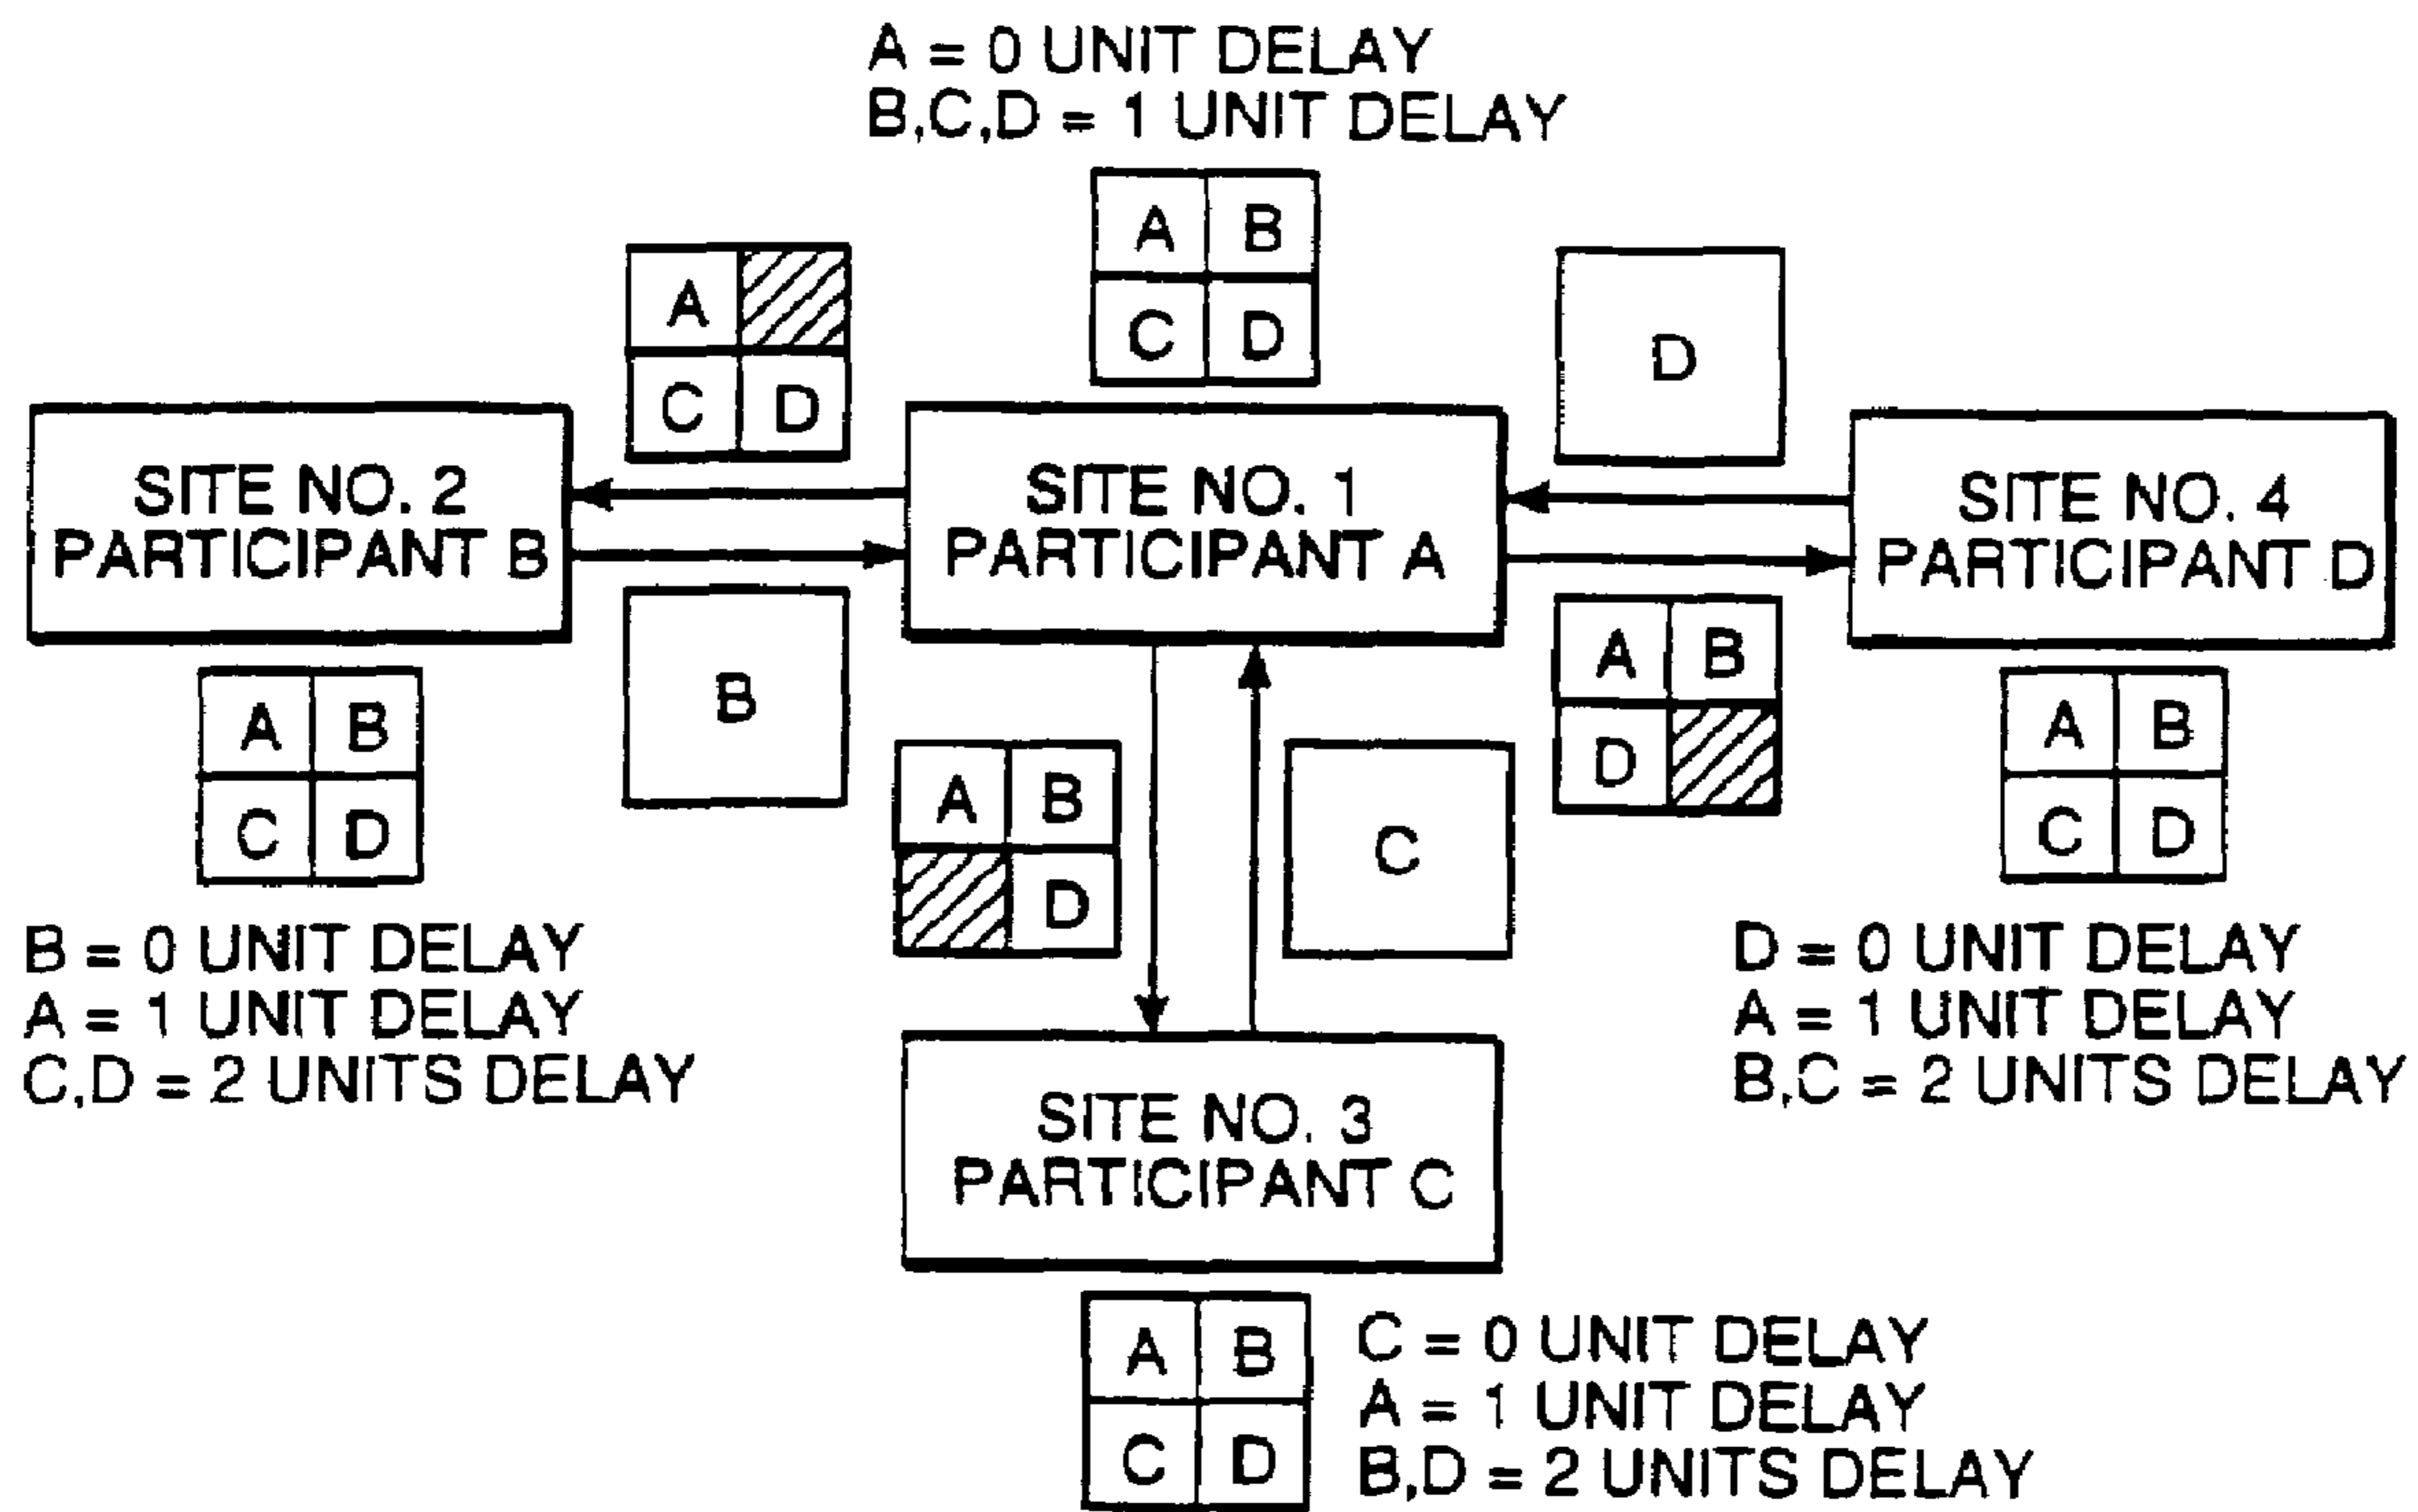 A = 0 UNIT DELAY
B,C,D = 1 UNIT DELAY
A B
C D
A
C D
D
SITE NO. 2
PARTICIPANT B
SITE NO. 1
PARTICIPANT A
SITE NO. 4
PARTICIPANT D
A B
C D
B
A B
D
C
A B
D
A B
C D
B = 0 UNIT DELAY
A = 1 UNIT DELAY
C,D = 2 UNITS DELAY
D = 0 UNIT DELAY
A = 1 UNIT DELAY
B,C = 2 UNITS DELAY
SITE NO. 3
PARTICIPANT C
A B
C D
C = 0 UNIT DELAY
A = 1 UNIT DELAY
B,D = 2 UNITS DELAY